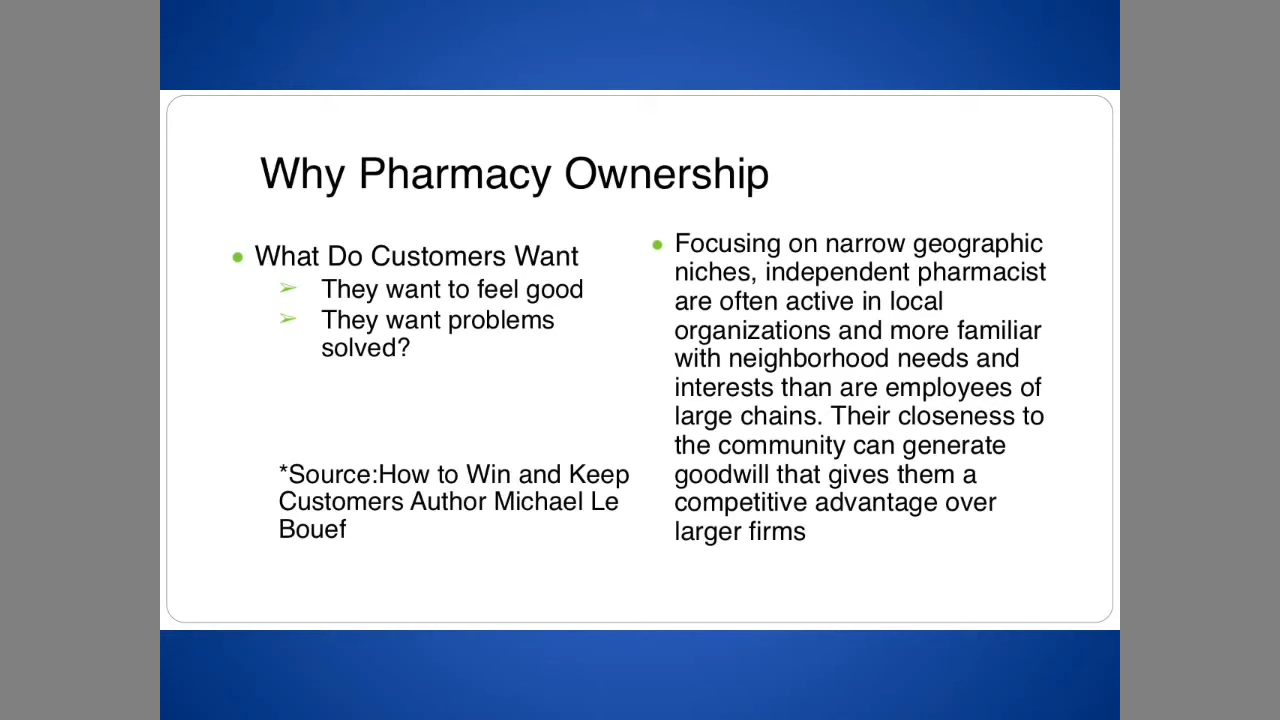 Why Pharmacy Ownership
● What Do Customers Want
➢ They want to feel good
➢ They want problems
solved?
*Source:How to Win and Keep
Customers Author Michael Le
Bouef
● Focusing on narrow geographic
niches, independent pharmacist
are often active in local
organizations and more familiar
with neighborhood needs and
interests than are employees of
large chains. Their closeness to
the community can generate
goodwill that gives them a
competitive advantage over
larger firms